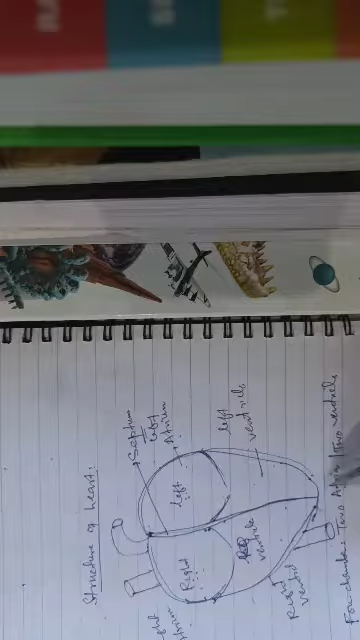 Structure of heart:
Septum
left
Atrium
left
ventricle
left
Right
ventricle
Right
Four chamber: Two Atria / Two ventricle